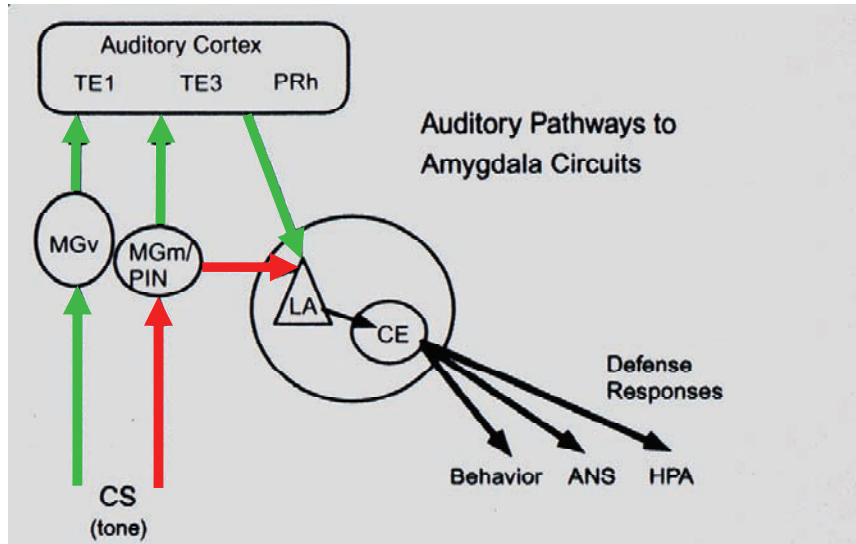 Auditory Cortex
TE1 TE3 PRh
Auditory Pathways to
Amygdala Circuits
MGv
MGm/
PIN
LA
CE
Defense
Responses
Behavior ANS HPA
CS
(tone)